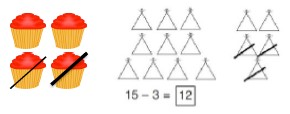 15 – 3 = 12